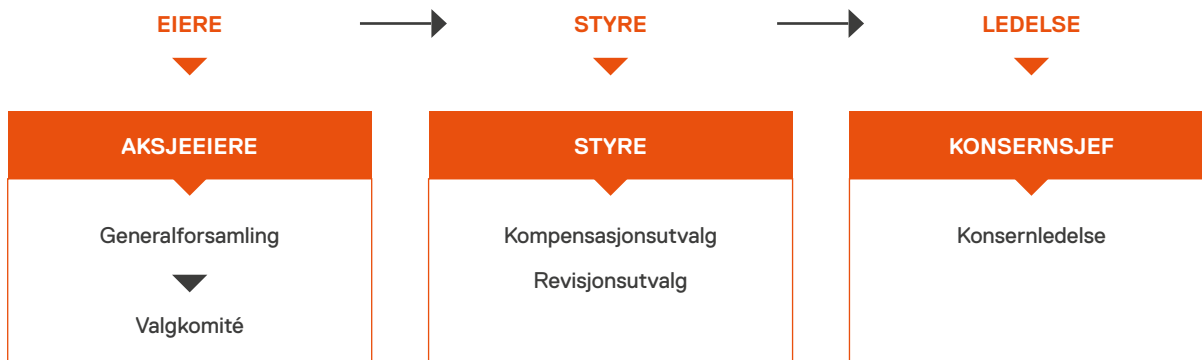 EIERE
STYRE
LEDELSE
AKSJEEIERE
Generalforsamling
Valgkomité
STYRE
Kompensasjonsutvalg
Revisjonsutvalg
KONSERNSJEF
Konsernledelse